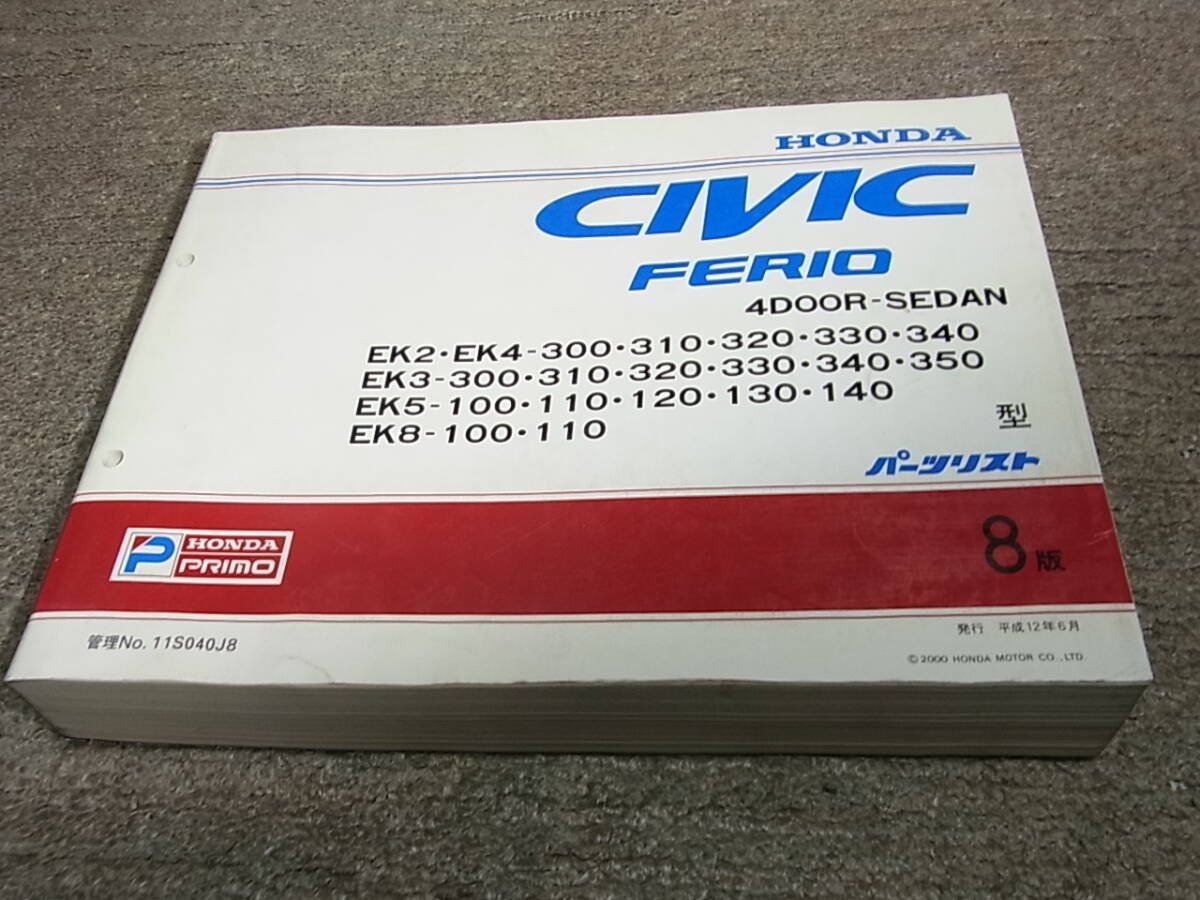 HONDA
CIVIC
FERIO
4DOOR-SEDAN
EK2・EK4-300・310・320・330・340
EK3-300・310・320・330・340・350
EK5-100・110・120・130・140
EK8-100・110
型
パーツリスト
P HONDA
PRIMO
8版
管理No. 11S040J8
発行 平成12年6月
© 2000 HONDA MOTOR CO., LTD.